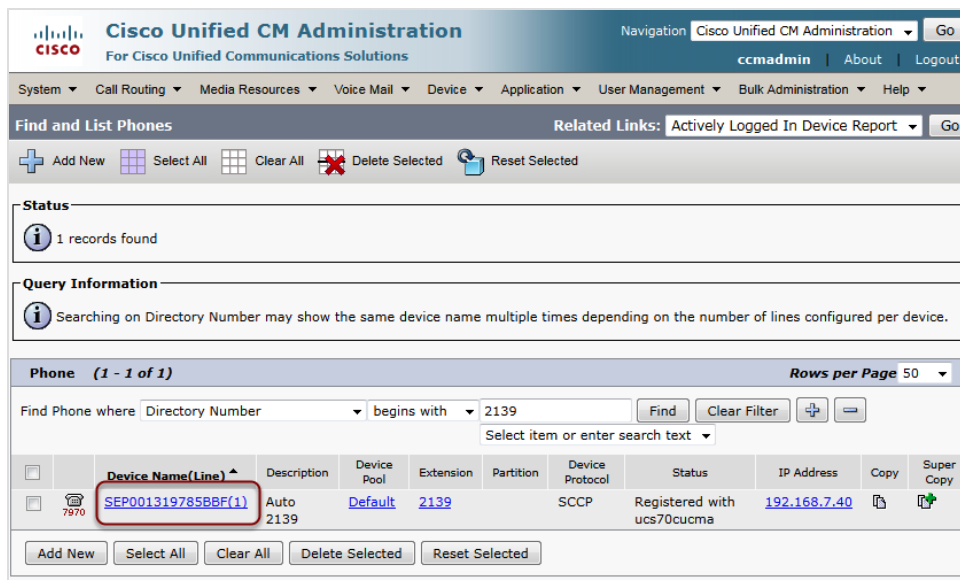 CISCO
Cisco Unified CM Administration
For Cisco Unified Communications Solutions
Navigation Cisco Unified CM Administration Go
ccmadmin | About | Logout
System Call Routing Media Resources Voice Mail Device Application User Management Bulk Administration Help
Find and List Phones
Related Links: Actively Logged In Device Report Go
Add New Select All Clear All Delete Selected Reset Selected
Status
1 records found
Query Information
Searching on Directory Number may show the same device name multiple times depending on the number of lines configured per device.
Phone (1 - 1 of 1)
Rows per Page 50
Find Phone where Directory Number begins with 2139 Find Clear Filter
Select item or enter search text
Device Name(Line) Description Device Pool Extension Partition Device Protocol Status IP Address Copy Super Copy
7970 SEP001319785BBF(1) Auto 2139 Default 2139 SCCP Registered with ucs70cucma 192.168.7.40
Add New Select All Clear All Delete Selected Reset Selected